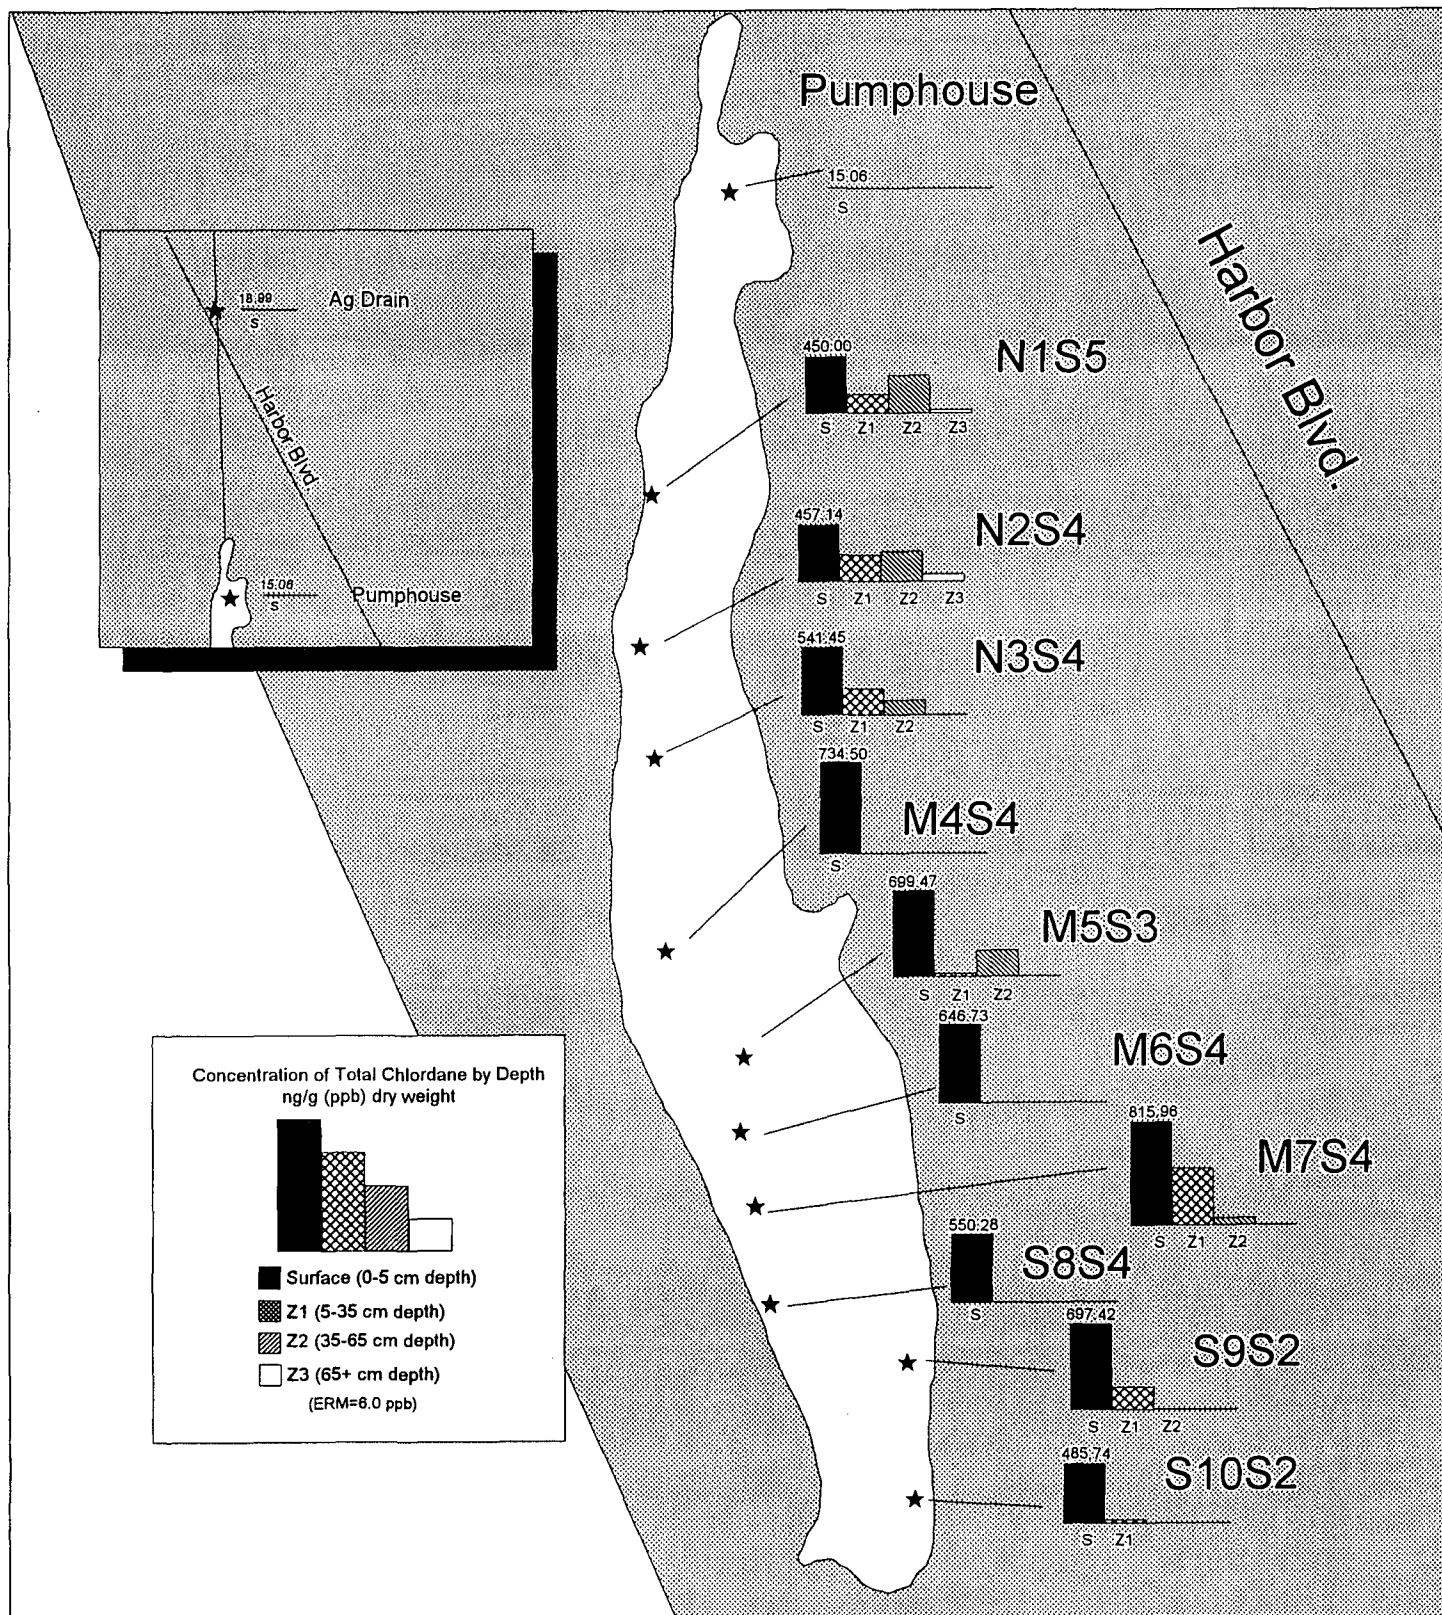 Pumphouse
15.06
S
Harbor Blvd.
18.99
S
Ag Drain
Harbor Blvd.
15.06
S
Pumphouse
450.00
N1S5
S Z1 Z2 Z3
457.14
N2S4
S Z1 Z2 Z3
541.45
N3S4
S Z1 Z2
734.50
M4S4
S
699.47
M5S3
S Z1 Z2
646.73
M6S4
S
815.96
M7S4
S Z1 Z2
550.28
S8S4
S
697.42
S9S2
S Z1 Z2
485.74
S10S2
S Z1
Concentration of Total Chlordane by Depth
ng/g (ppb) dry weight
Surface (0-5 cm depth)
Z1 (5-35 cm depth)
Z2 (35-65 cm depth)
Z3 (65+ cm depth)
(ERM=6.0 ppb)